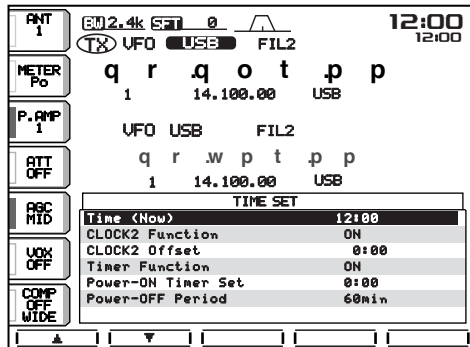 ANT 1
BW 2.4k SFT 0
12:00
12:00
TX VFO USB FIL2
METER Po
q r .q o t .p p
1 14.100.00 USB
P.AMP 1
VFO USB FIL2
ATT OFF
q r .w p t .p p
1 14.100.00 USB
AGC MID
TIME SET
Time (Now) 12:00
CLOCK2 Function ON
VOX OFF
CLOCK2 Offset 0:00
Timer Function ON
Power-ON Timer Set 0:00
COMP OFF WIDE
Power-OFF Period 60min